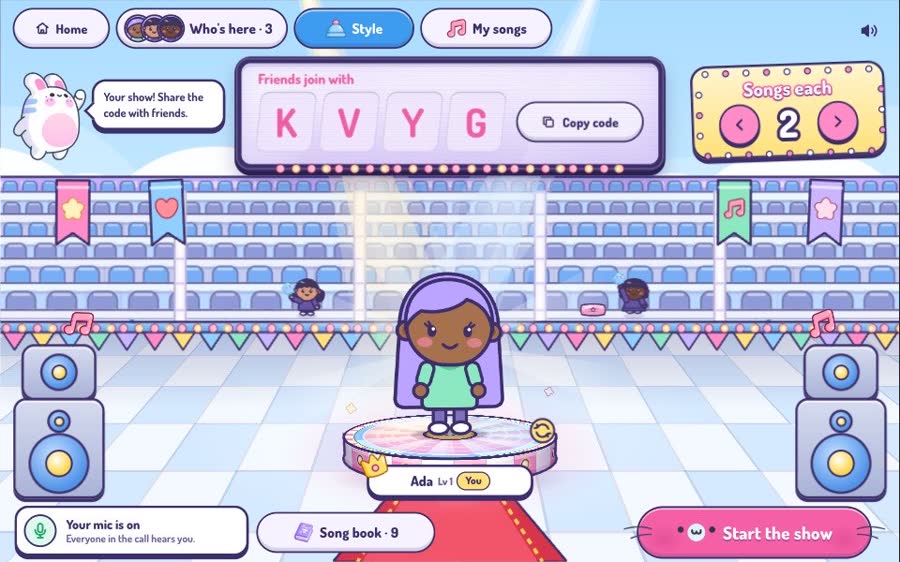 Home
Who's here · 3
Style
My songs
Your show! Share the
code with friends.
Friends join with
K V Y G
Copy code
Songs each
2
Ada Lv 1 You
Your mic is on
Everyone in the call hears you.
Song book · 9
Start the show